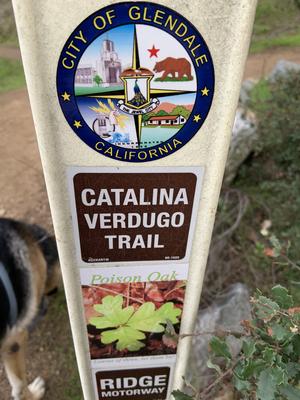 CITY OF GLENDALE
CALIFORNIA
CATALINA
VERDUGO
TRAIL
Poison Oak
RIDGE
MOTORWAY